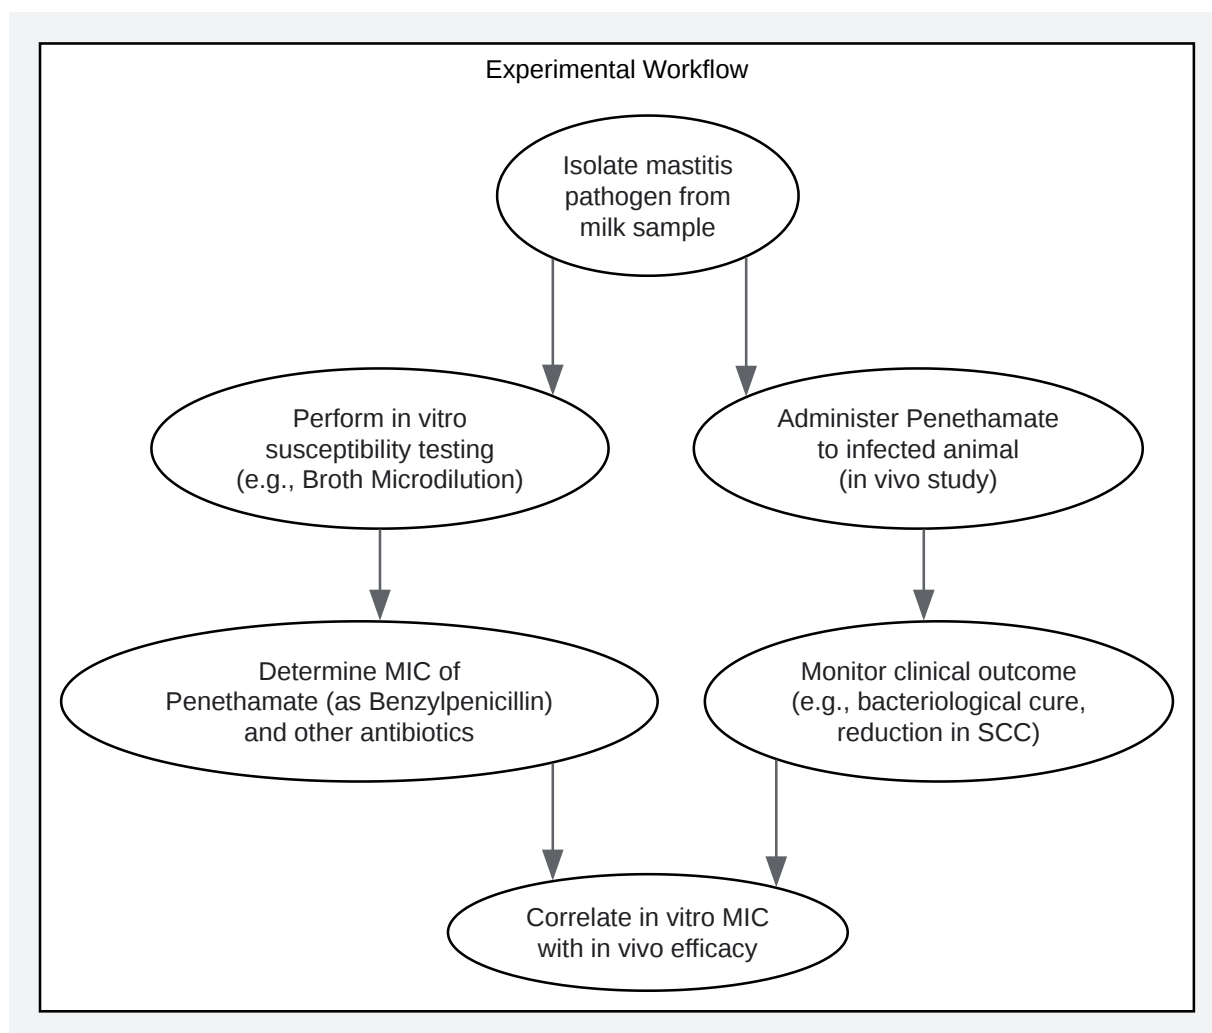 Experimental Workflow
Isolate mastitis
pathogen from
milk sample
Perform in vitro
susceptibility testing
(e.g., Broth Microdilution)
Administer Penethamate
to infected animal
(in vivo study)
Determine MIC of
Penethamate (as Benzylpenicillin)
and other antibiotics
Monitor clinical outcome
(e.g., bacteriological cure,
reduction in SCC)
Correlate in vitro MIC
with in vivo efficacy